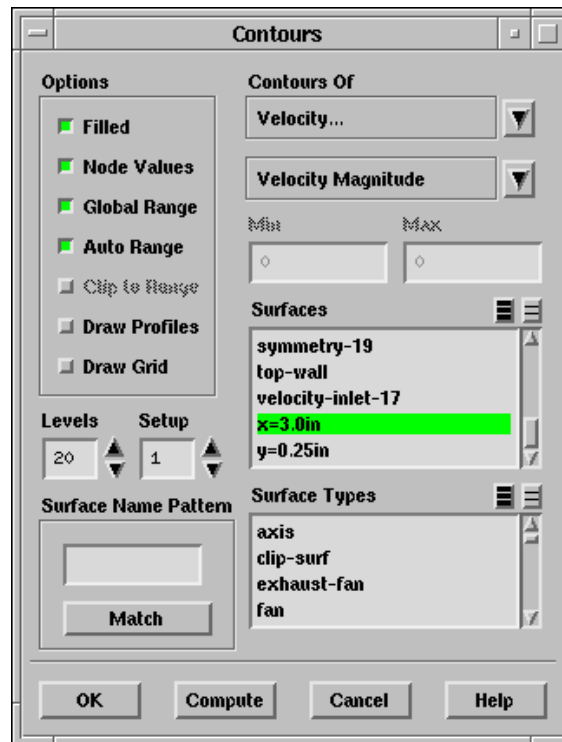 Contours
Options
Filled
Node Values
Global Range
Auto Range
Clip to Range
Draw Profiles
Draw Grid
Levels
Setup
20
1
Surface Name Pattern
Match
Contours Of
Velocity...
Velocity Magnitude
Min
Max
0
0
Surfaces
symmetry-19
top-wall
velocity-inlet-17
x=3.0in
y=0.25in
Surface Types
axis
clip-surf
exhaust-fan
fan
OK
Compute
Cancel
Help